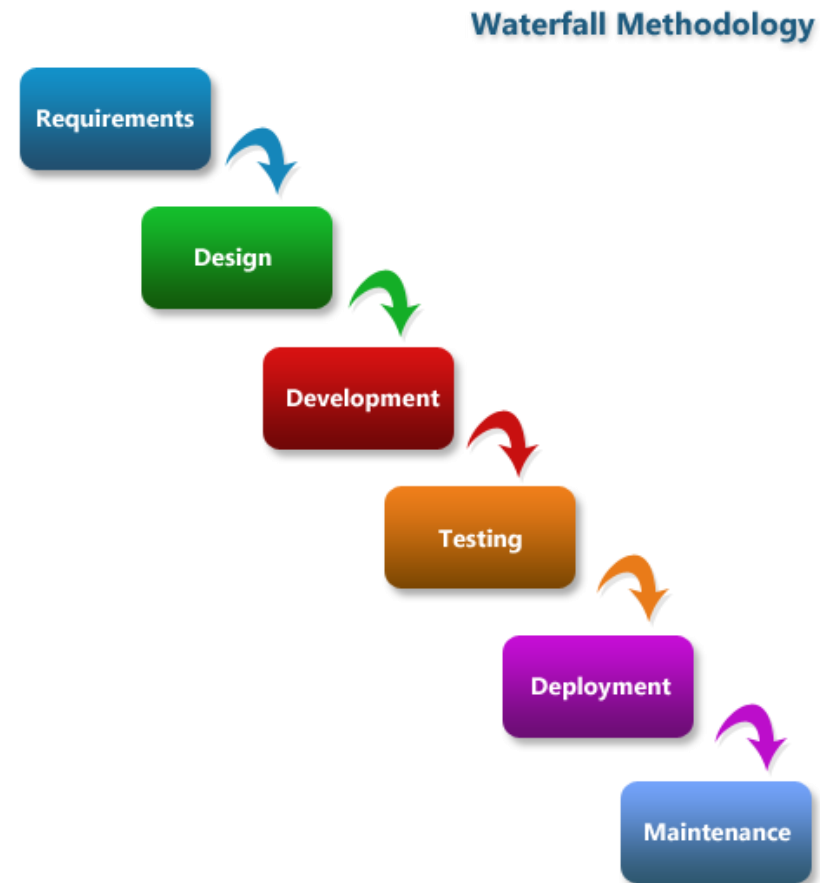 Waterfall Methodology
Requirements
Design
Development
Testing
Deployment
Maintenance